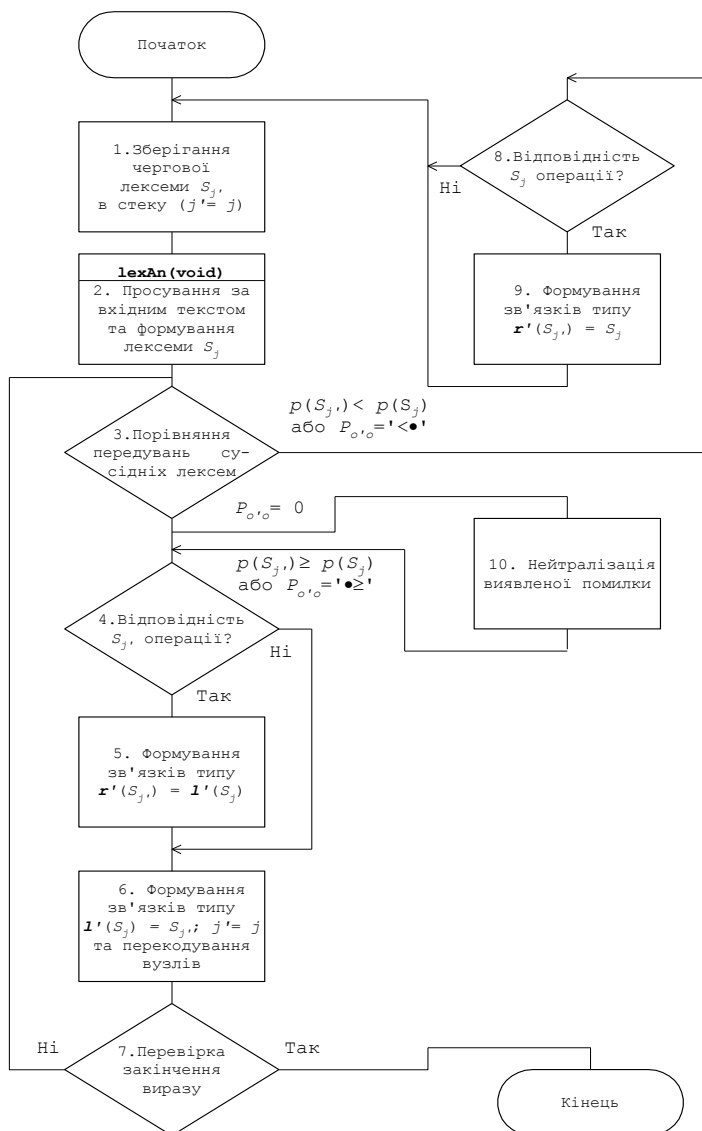 Початок
1.Зберігання
чергової
лексеми Sj,
в стеку (j'= j)
lexAn(void)
2. Просування за
вхідним текстом
та формування
лексеми Sj
3.Порівняння
передувань су-
сідніх лексем
p(Sj')< p(Sj)
або Po'o='<●'
Po'o= 0
p(Sj')≥ p(Sj)
або Po'o='●≥'
4.Відповідність
Sj' операції?
Ні
Так
5. Формування
зв'язків типу
r'(Sj') = l'(Sj)
6. Формування
зв'язків типу
l'(Sj) = Sj'; j'= j
та перекодування
вузлів
7.Перевірка
закінчення
виразу
Ні
Так
Кінець
8.Відповідність
Sj операції?
Ні
Так
9. Формування
зв'язків типу
r'(Sj') = Sj
10. Нейтралізація
виявленої помилки